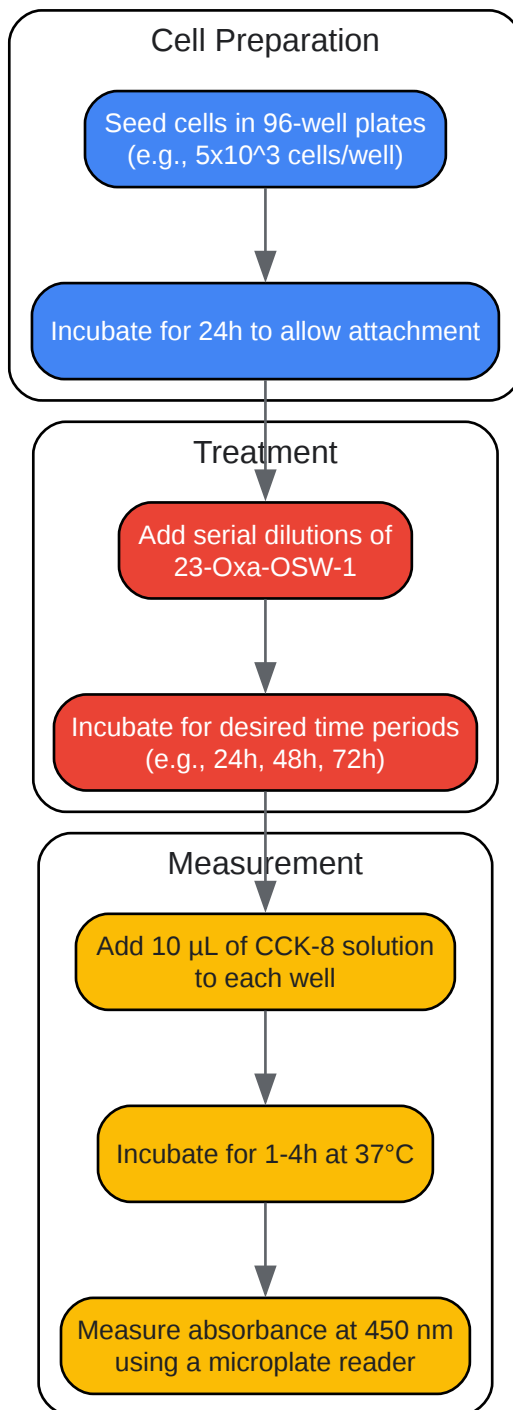 Cell Preparation
Seed cells in 96-well plates
(e.g., 5x10^3 cells/well)
Incubate for 24h to allow attachment
Treatment
Add serial dilutions of
23-Oxa-OSW-1
Incubate for desired time periods
(e.g., 24h, 48h, 72h)
Measurement
Add 10 µL of CCK-8 solution
to each well
Incubate for 1-4h at 37°C
Measure absorbance at 450 nm
using a microplate reader